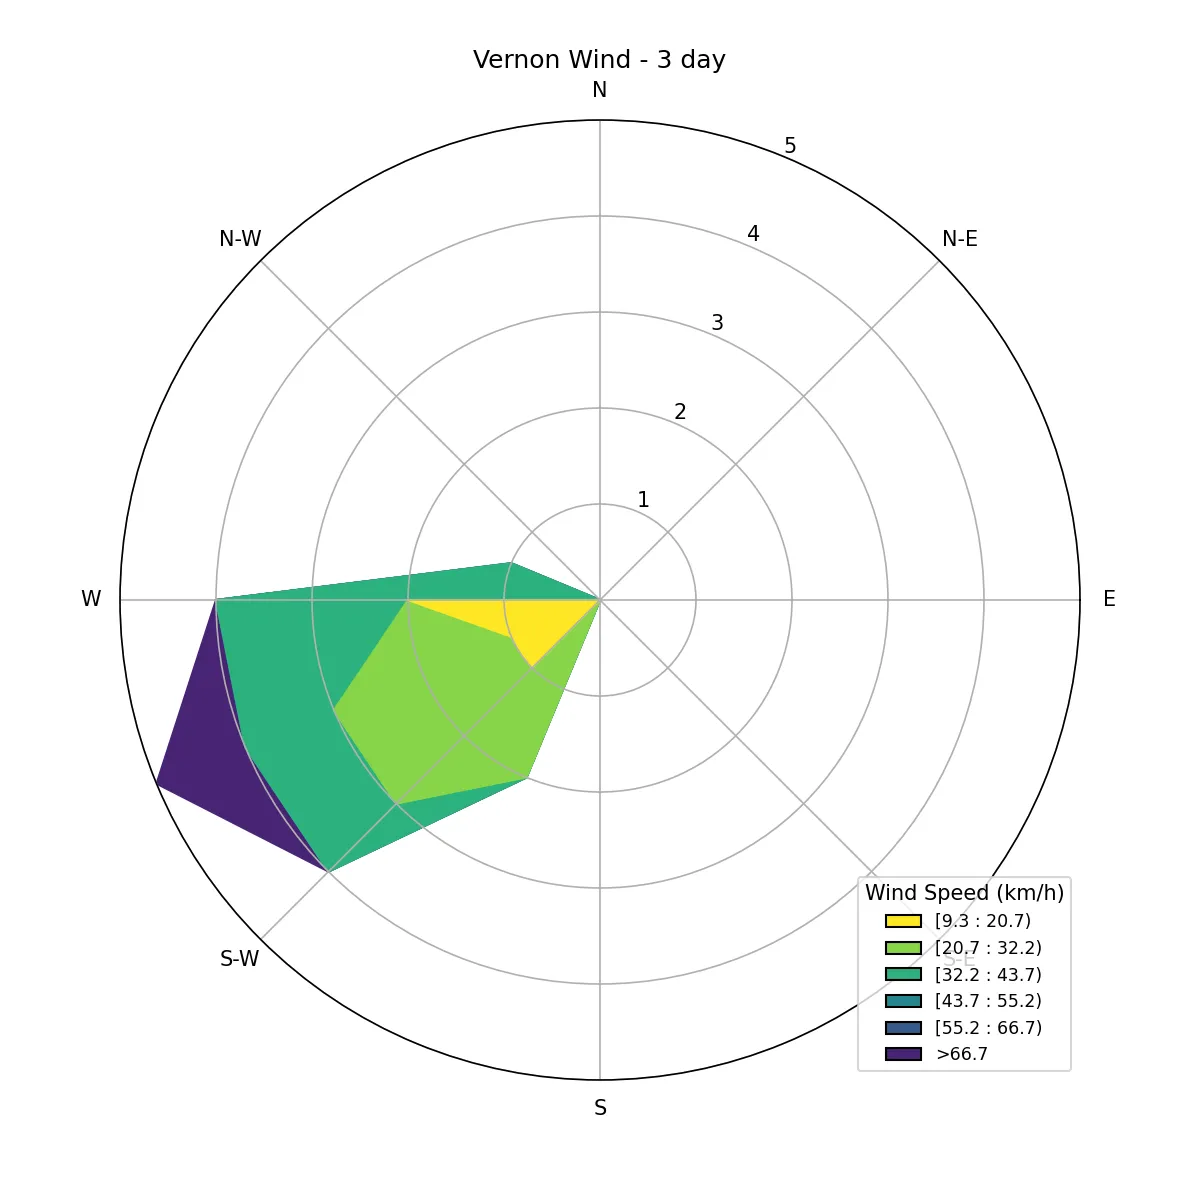 Vernon Wind - 3 day
N
5
N-W
4
N-E
3
2
1
W
E
Wind Speed (km/h)
[9.3 : 20.7)
[20.7 : 32.2)
S-W
S-E
[32.2 : 43.7)
[43.7 : 55.2)
[55.2 : 66.7)
>66.7
S